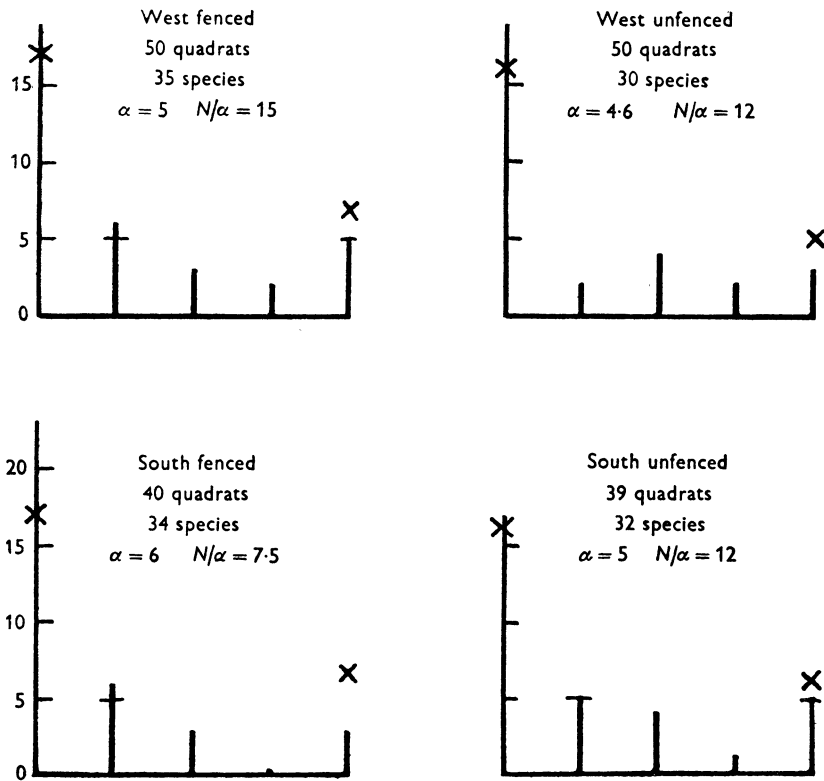 West fenced
50 quadrats
35 species
α = 5 N/α = 15
15
10
5
0
West unfenced
50 quadrats
30 species
α = 4·6 N/α = 12
South fenced
40 quadrats
34 species
α = 6 N/α = 7·5
20
15
10
5
0
South unfenced
39 quadrats
32 species
α = 5 N/α = 12